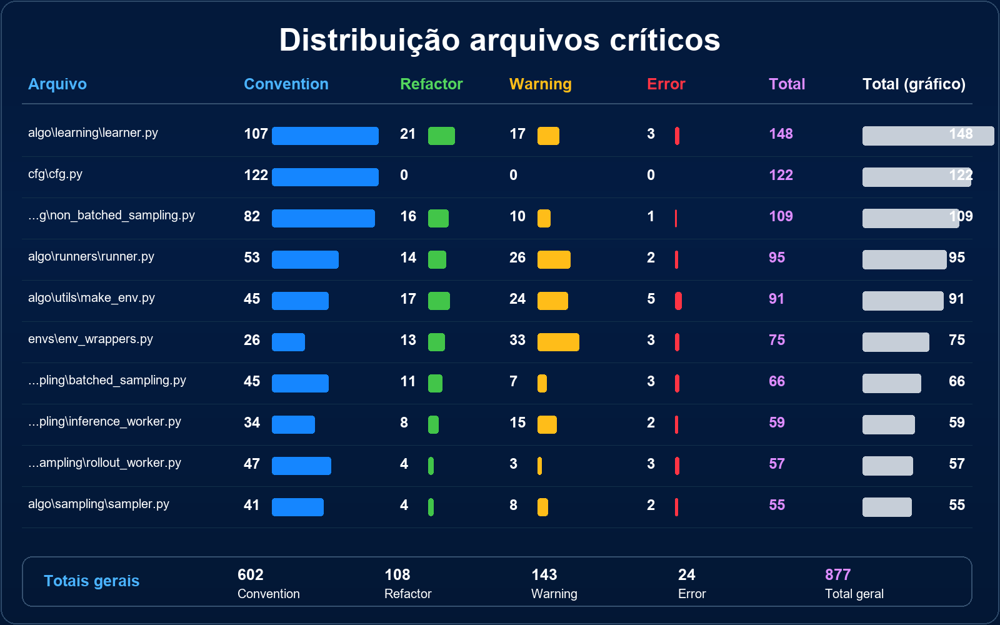 Distribuição arquivos críticos
Arquivo Convention Refactor Warning Error Total Total (gráfico)
algo\learning\learner.py 107 21 17 3 148 148
cfg\cfg.py 122 0 0 0 122 122
...g\non_batched_sampling.py 82 16 10 1 109 109
algo\runners\runner.py 53 14 26 2 95 95
algo\utils\make_env.py 45 17 24 5 91 91
envs\env_wrappers.py 26 13 33 3 75 75
...pling\batched_sampling.py 45 11 7 3 66 66
...pling\inference_worker.py 34 8 15 2 59 59
...ampling\rollout_worker.py 47 4 3 3 57 57
algo\sampling\sampler.py 41 4 8 2 55 55
Totais gerais
602 108 143 24 877
Convention Refactor Warning Error Total geral